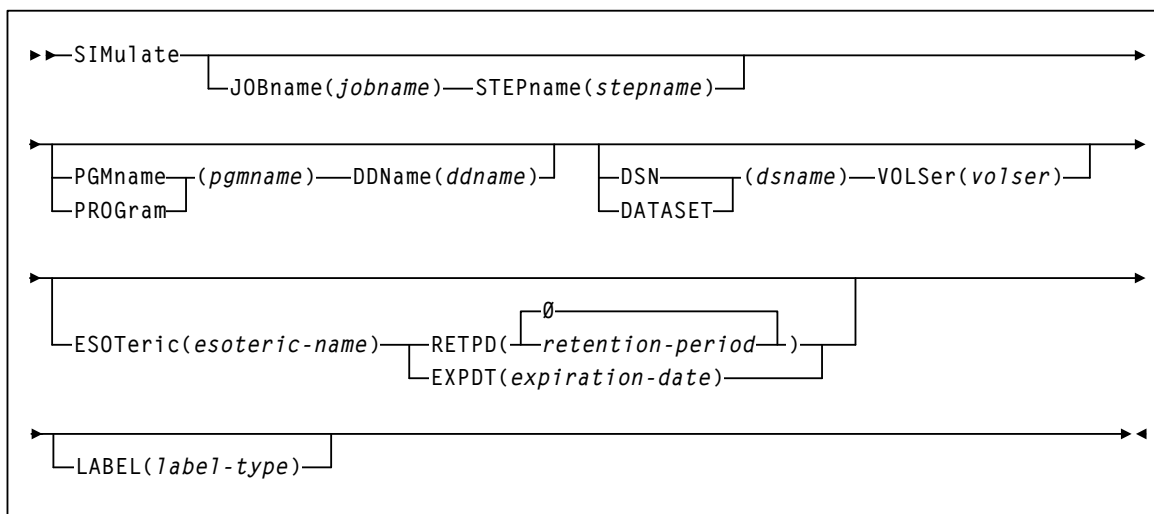 SIMulate
JOBname(jobname) STEPname(stepname)
PGMname (pgmname) DDName(ddname) DSN (dsname) VOLSer(volser)
PROGram DATASET
Ø
ESOTeric(esoteric-name) RETPD( retention-period )
EXPDT(expiration-date)
LABEL(label-type)